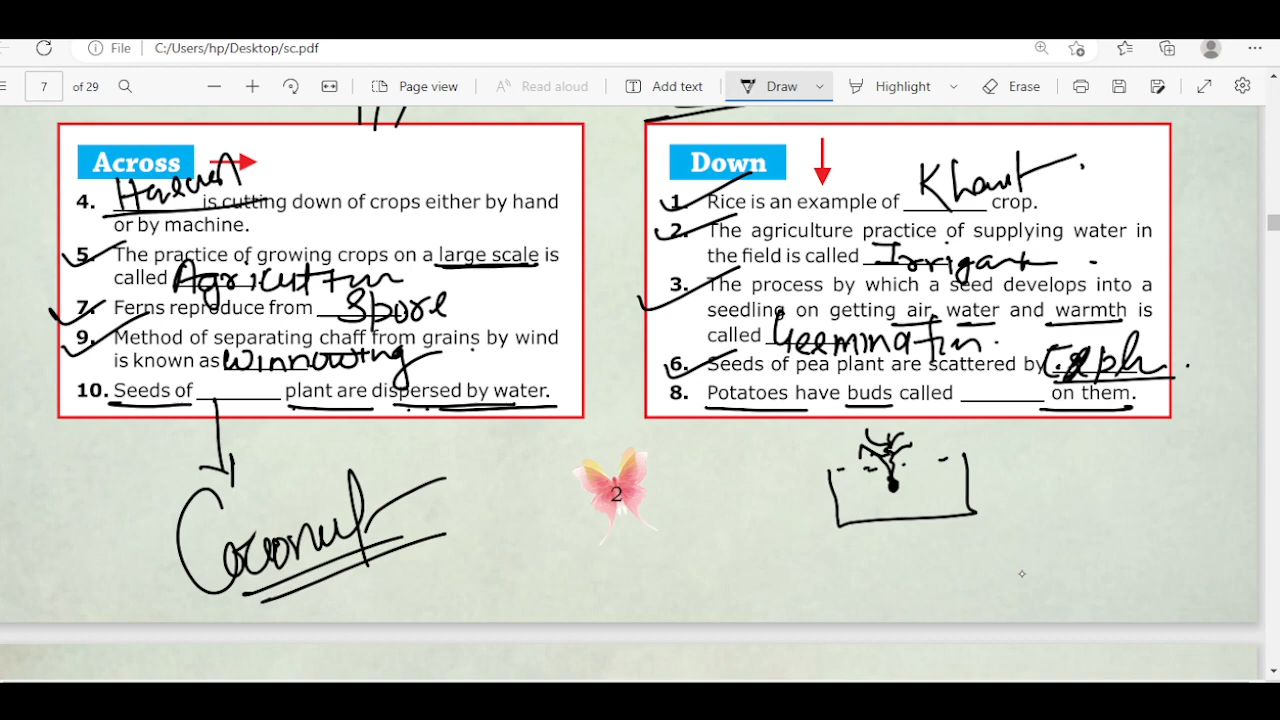 File C:/Users/hp/Desktop/sc.pdf
7 of 29 Page view Read aloud Add text Draw Highlight Erase
Across
4. Harvest is cutting down of crops either by hand
or by machine.
5. The practice of growing crops on a large scale is
called
7. Ferns reproduce from Spore
9. Method of separating chaff from grains by wind
is known as winnowing
10. Seeds of ________ plant are dispersed by water.
Coconut
Down
1. Rice is an example of ________ crop.
2. The agriculture practice of supplying water in
the field is called
3. The process by which a seed develops into a
seedling on getting air, water and warmth is
called
6. Seeds of pea plant are scattered by
8. Potatoes have buds called ________ on them.
2